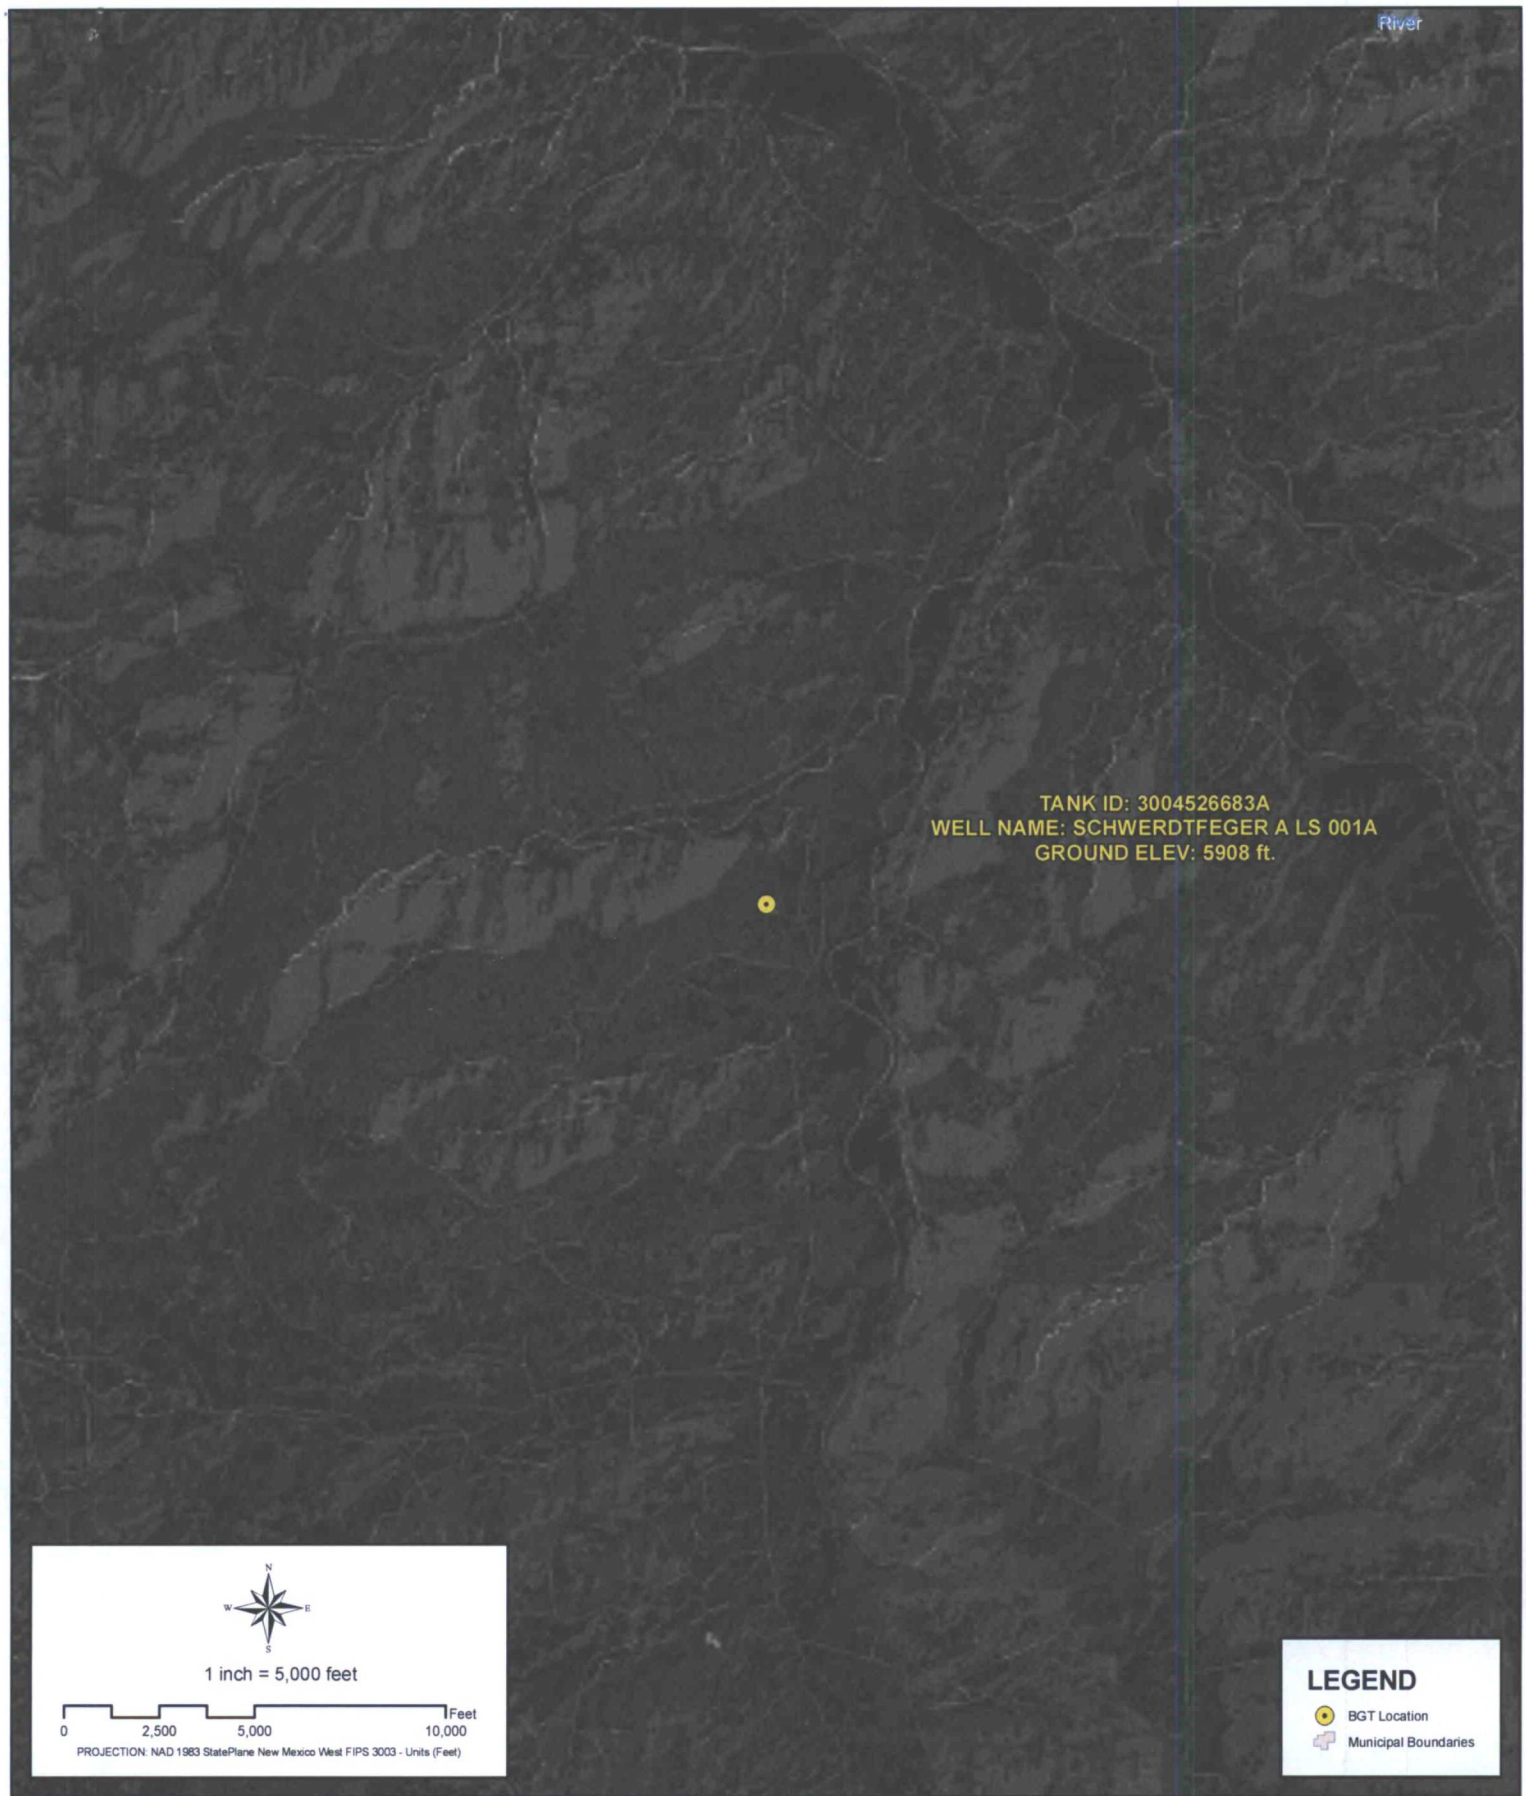 River
TANK ID: 3004526683A
WELL NAME: SCHWERDTFEGER A LS 001A
GROUND ELEV: 5908 ft.
N
W E
S
1 inch = 5,000 feet
Feet
0 2,500 5,000 10,000
PROJECTION: NAD 1983 StatePlane New Mexico West FIPS 3003 - Units (Feet)
LEGEND
BGT Location
Municipal Boundaries